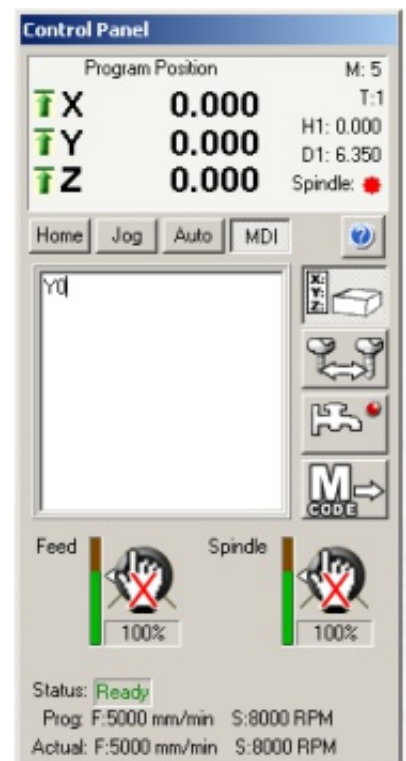 Control Panel
Program Position M: 5
X 0.000 T:1
Y 0.000 H1: 0.000
Z 0.000 D1: 6.350
Spindle:
Home Jog Auto MDI ?
Y0
X:
Y:
Z:
M
CODE
Feed Spindle
100% 100%
Status: Ready
Prog: F:5000 mm/min S:8000 RPM
Actual: F:5000 mm/min S:8000 RPM